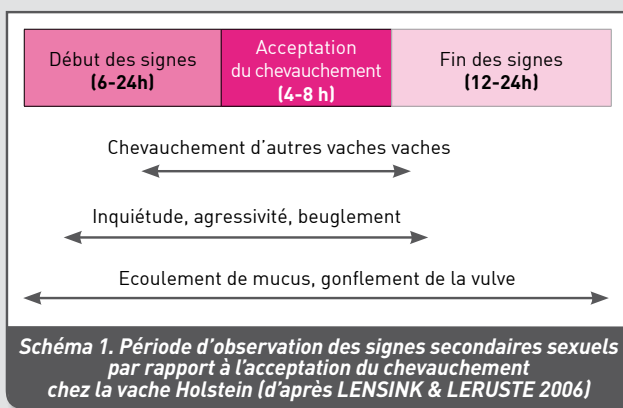 Début des signes
(6-24h)
Acceptation
du chevauchement
(4-8 h)
Fin des signes
(12-24h)
Chevauchement d'autres vaches vaches
Inquiétude, agressivité, beuglement
Ecoulement de mucus, gonflement de la vulve
Schéma 1. Période d'observation des signes secondaires sexuels
par rapport à l'acceptation du chevauchement
chez la vache Holstein (d'après LENSINK & LERUSTE 2006)